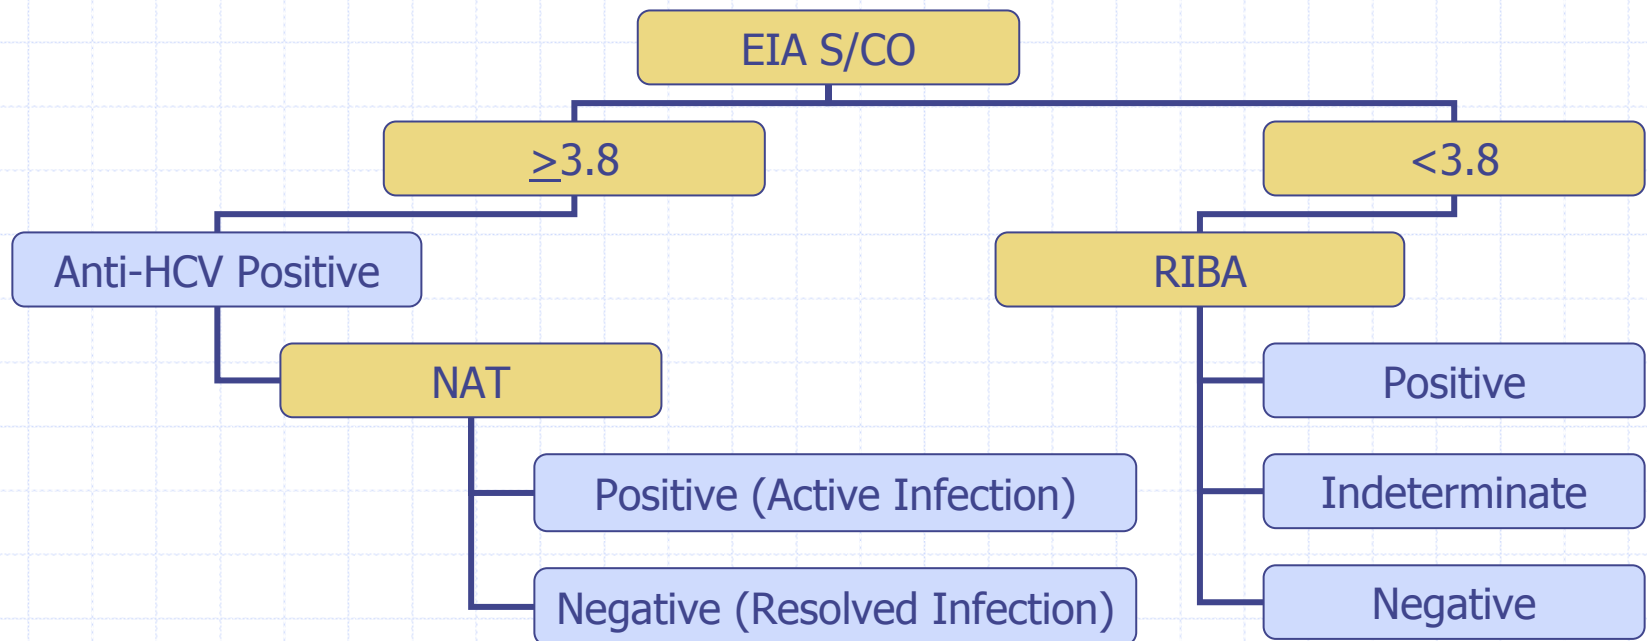 EIA S/CO
≥3.8
<3.8
Anti-HCV Positive
RIBA
NAT
Positive
Positive (Active Infection)
Indeterminate
Negative (Resolved Infection)
Negative